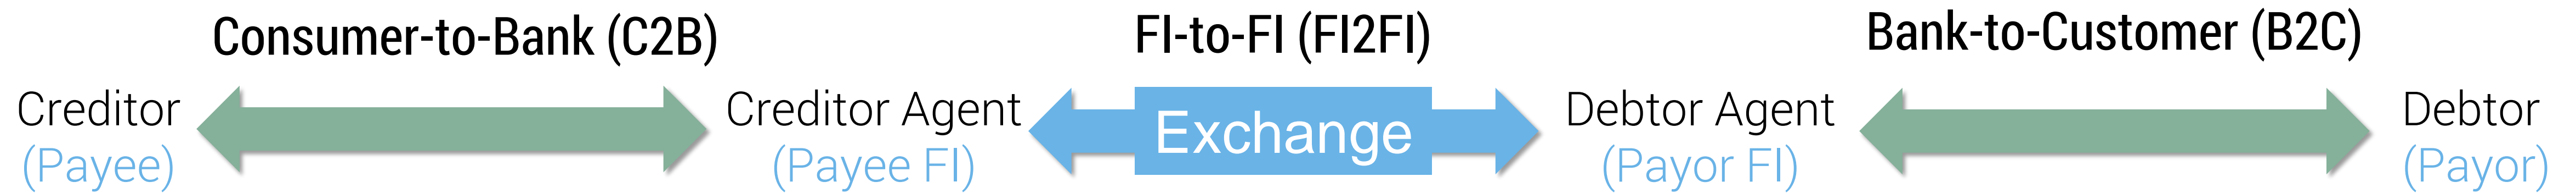 Consumer-to-Bank (C2B)
FI-to-FI (FI2FI)
Bank-to-Customer (B2C)
Creditor
(Payee)
Creditor Agent
(Payee FI)
Exchange
Debtor Agent
(Payor FI)
Debtor
(Payor)